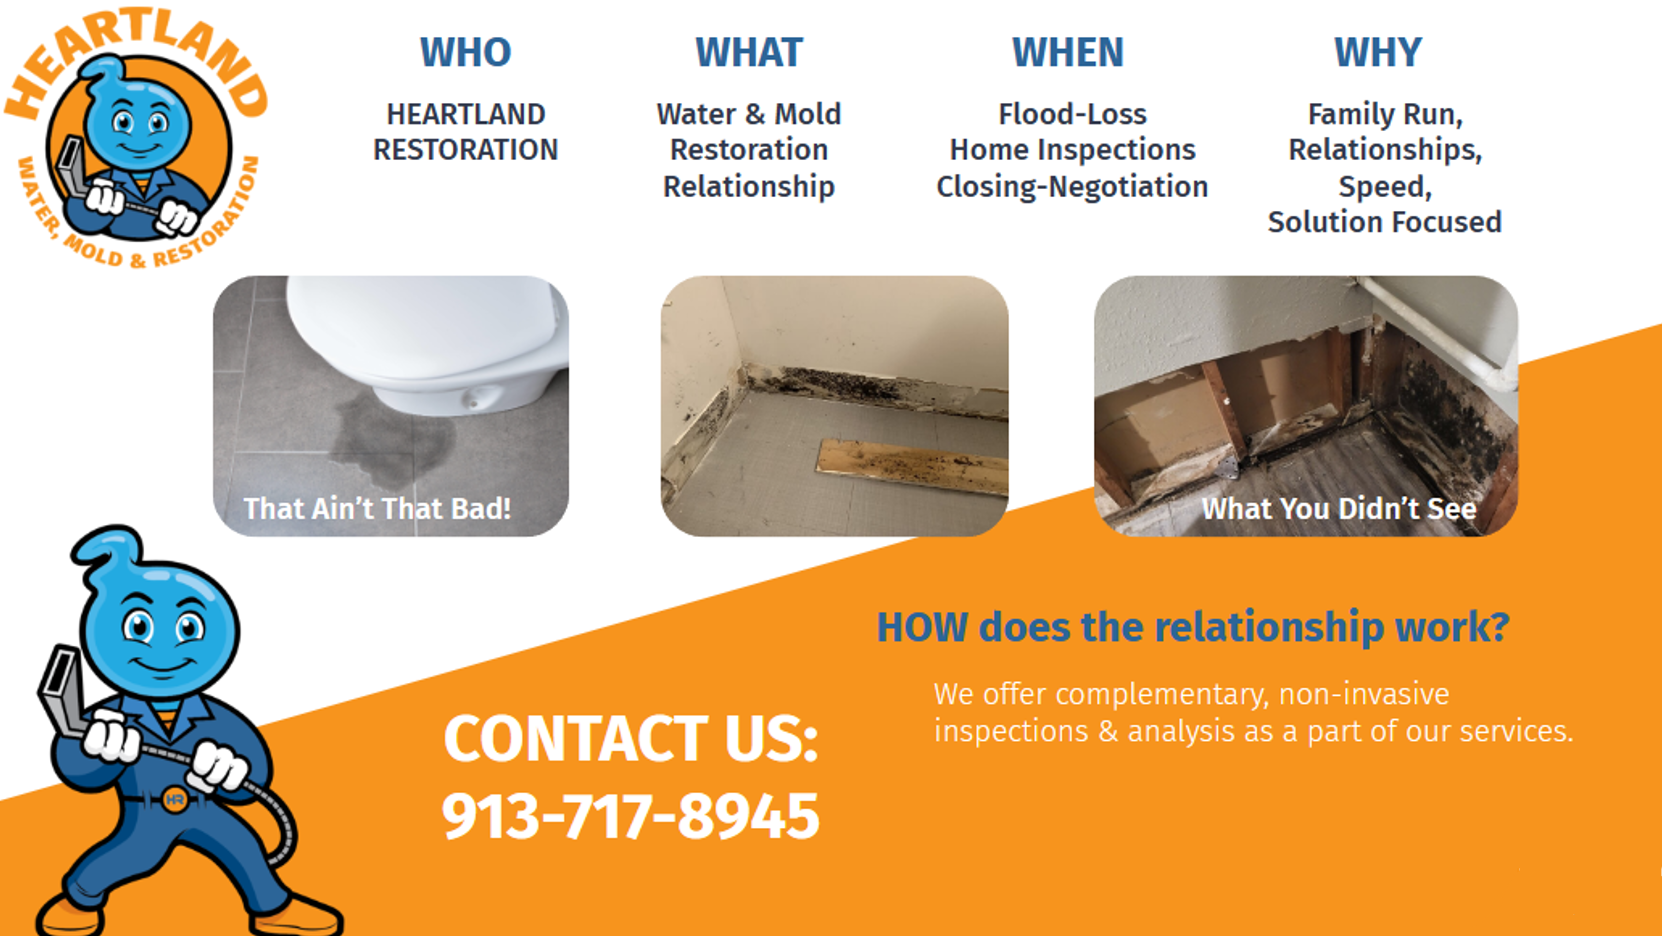 HEARTLAND
WATER, MOLD & RESTORATION
WHO
HEARTLAND
RESTORATION
WHAT
Water & Mold
Restoration
Relationship
WHEN
Flood-Loss
Home Inspections
Closing-Negotiation
WHY
Family Run,
Relationships,
Speed,
Solution Focused
That Ain't That Bad!
What You Didn't See
HOW does the relationship work?
We offer complementary, non-invasive
inspections & analysis as a part of our services.
CONTACT US:
913-717-8945
HR